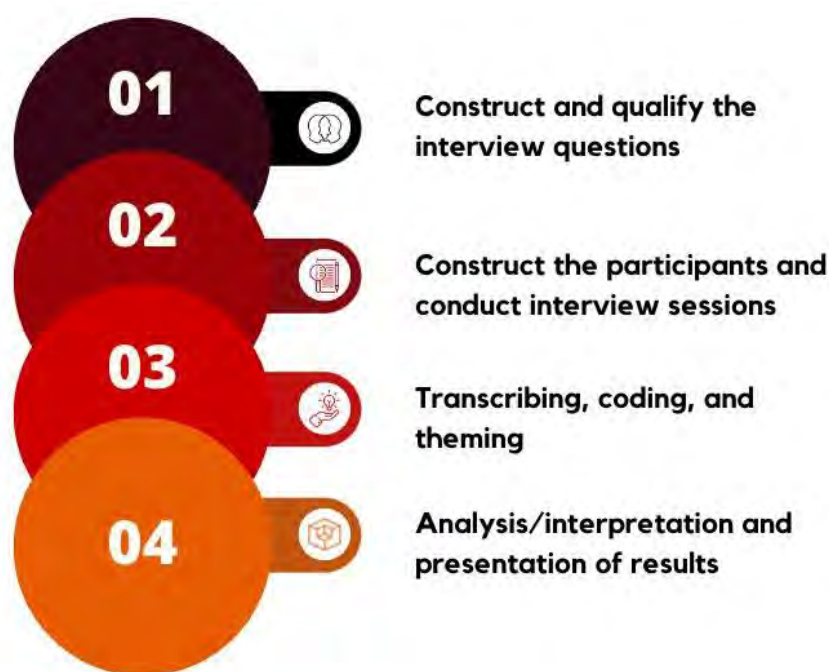 01
Construct and qualify the
interview questions
02
Construct the participants and
conduct interview sessions
03
Transcribing, coding, and
theming
04
Analysis/interpretation and
presentation of results